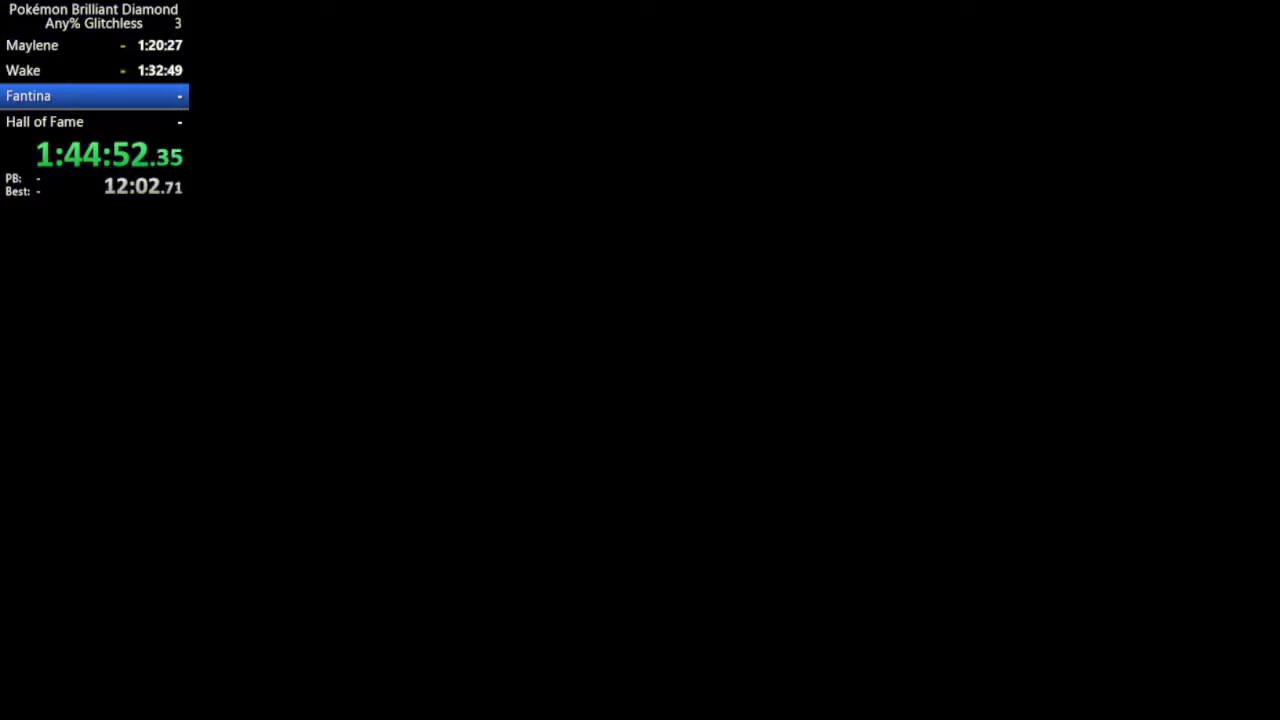 Pokémon Brilliant Diamond
Any% Glitchless 3
Maylene - 1:20:27
Wake - 1:32:49
Fantina -
Hall of Fame -
1:44:52.35
PB: -
Best: - 12:02.71